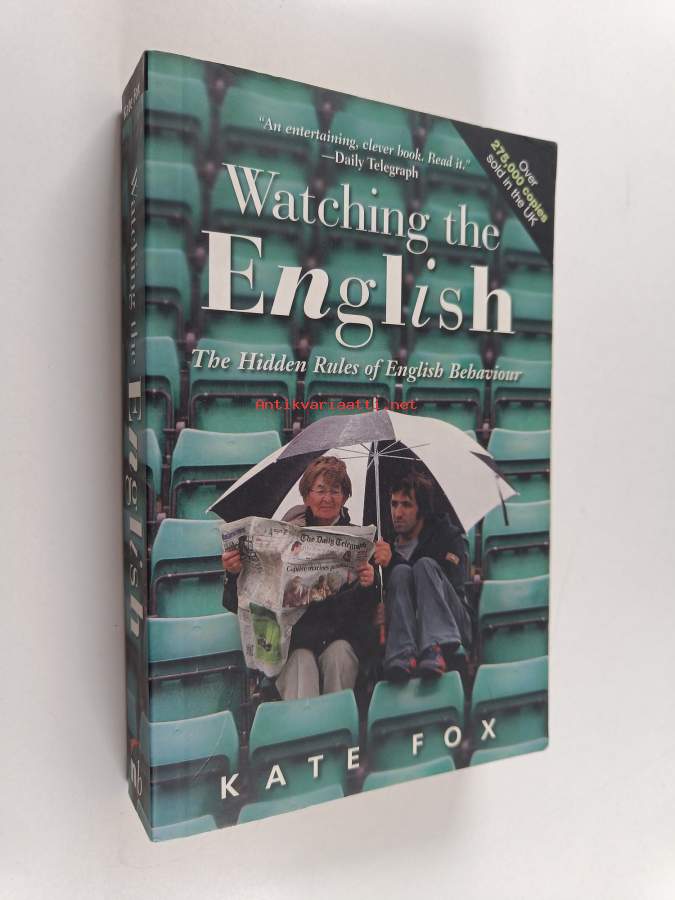 "An entertaining, clever book. Read it."
—Daily Telegraph
Over
275,000 copies
sold in the UK
Watching the
English
The Hidden Rules of English Behaviour
Antikvariaatti.net
The Daily Telegraph
KATE FOX
Kate Fox
Watching the English
nb